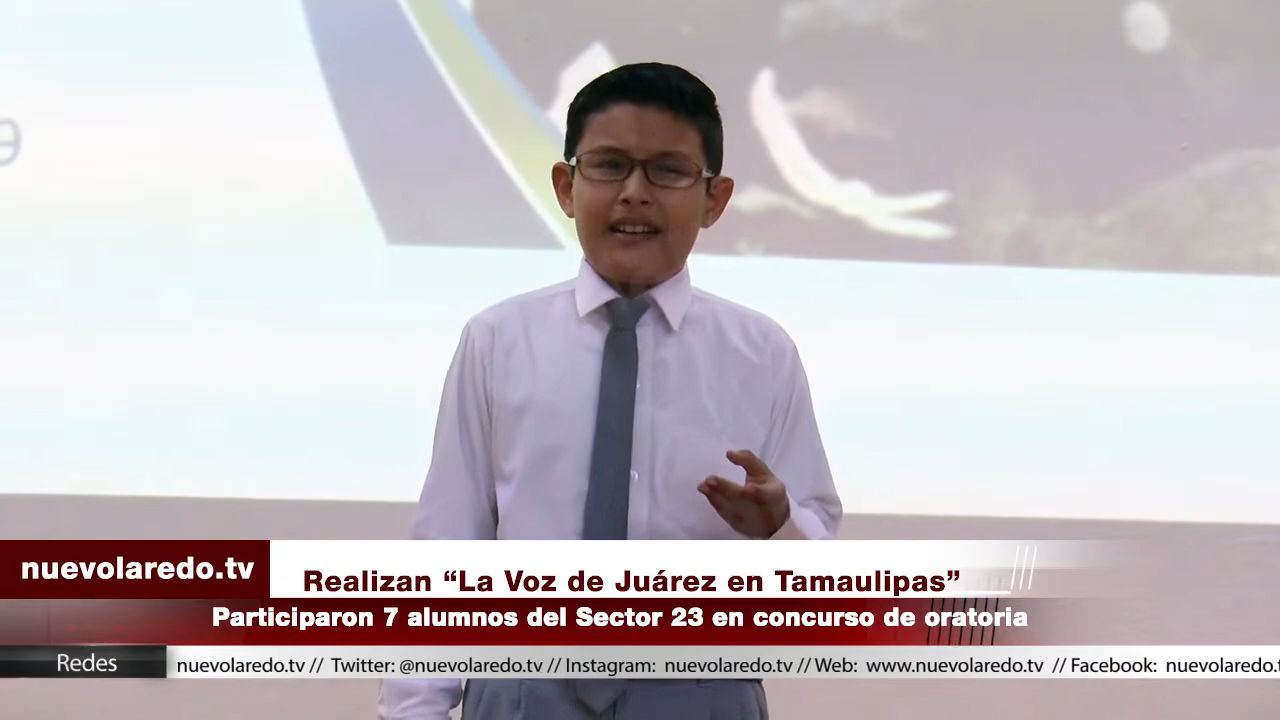 9
nuevolaredo.tv
Realizan “La Voz de Juárez en Tamaulipas”
Participaron 7 alumnos del Sector 23 en concurso de oratoria
Redes
nuevolaredo.tv // Twitter: @nuevolaredo.tv // Instagram: nuevolaredo.tv // Web: www.nuevolaredo.tv // Facebook: nuevolaredo.t